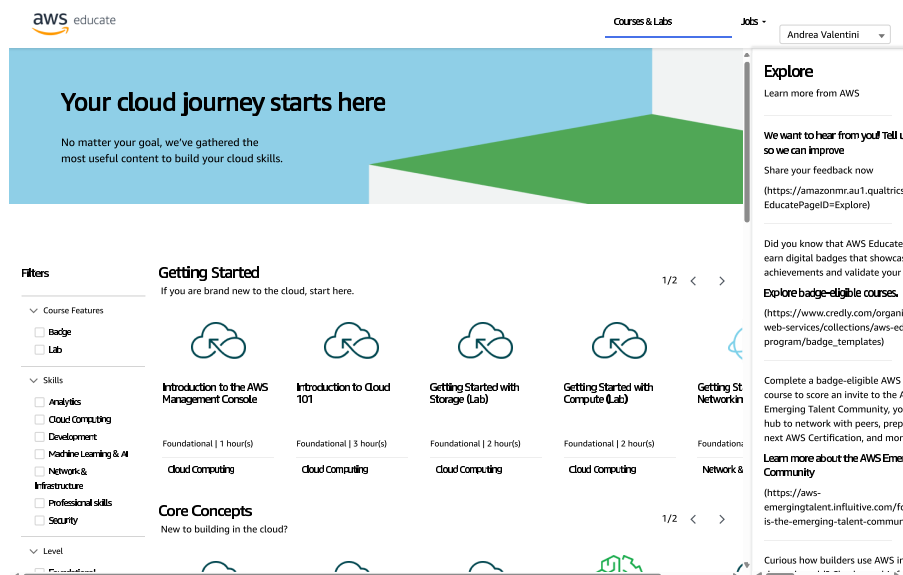 aws educate
Courses & Labs
Jobs
Andrea Valentini
Your cloud journey starts here
No matter your goal, we've gathered the
most useful content to build your cloud skills.
Explore
Learn more from AWS
We want to hear from you! Tell u
so we can improve
Share your feedback now
(https://amazonmr.au1.qualtrics
EducatePageID=Explore)
Did you know that AWS Educate
earn digital badges that showcas
achievements and validate your
Explore badge-eligible courses.
(https://www.credly.com/organi
web-services/collections/aws-ed
program/badge_templates)
Complete a badge-eligible AWS
course to score an invite to the A
Emerging Talent Community, yo
hub to network with peers, prep
next AWS Certification, and mor
Learn more about the AWS Emer
Community
(https://aws-
emergingtalent.influitive.com/fo
is-the-emerging-talent-commun
Curious how builders use AWS in
Filters
Course Features
Badge
Lab
Skills
Analytics
Cloud Computing
Development
Machine Learning & AI
Network &
Infrastructure
Professional skills
Security
Level
Foundational
Getting Started
If you are brand new to the cloud, start here.
1/2
Introduction to the AWS
Management Console
Foundational | 1 hour(s)
Cloud Computing
Introduction to Cloud
101
Foundational | 3 hour(s)
Cloud Computing
Getting Started with
Storage (Lab)
Foundational | 2 hour(s)
Cloud Computing
Getting Started with
Compute (Lab)
Foundational | 2 hour(s)
Cloud Computing
Getting St
Networkin
Foundationa
Network &
Core Concepts
New to building in the cloud?
1/2